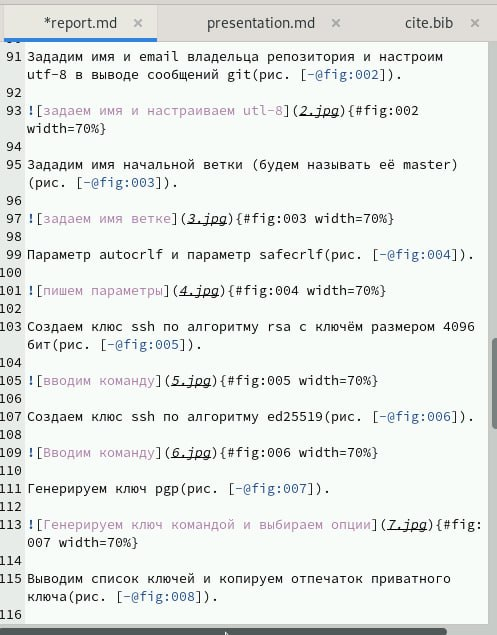 *report.md × presentation.md × cite.bib ×
91 Зададим имя и email владельца репозитория и настроим
utf-8 в выводе сообщений git(рис. [-@fig:002]).
92
93 ![задаем имя и настраиваем utl-8](2.jpg){#fig:002
width=70%}
94
95 Зададим имя начальной ветки (будем называть её master)
(рис. [-@fig:003]).
96
97 ![задаем имя ветке](3.jpg){#fig:003 width=70%}
98
99 Параметр autocrlf и параметр safecrlf(рис. [-@fig:004]).
100
101 ![пишем параметры](4.jpg){#fig:004 width=70%}
102
103 Создаем клюс ssh по алгоритму rsa с ключём размером 4096
бит(рис. [-@fig:005]).
104
105 ![вводим команду](5.jpg){#fig:005 width=70%}
106
107 Создаем клюс ssh по алгоритму ed25519(рис. [-@fig:006]).
108
109 ![Вводим команду](6.jpg){#fig:006 width=70%}
110
111 Генерируем ключ pgp(рис. [-@fig:007]).
112
113 ![Генерируем ключ командой и выбираем опции](7.jpg){#fig:
007 width=70%}
114
115 Выводим список ключей и копируем отпечаток приватного
ключа(рис. [-@fig:008]).
116